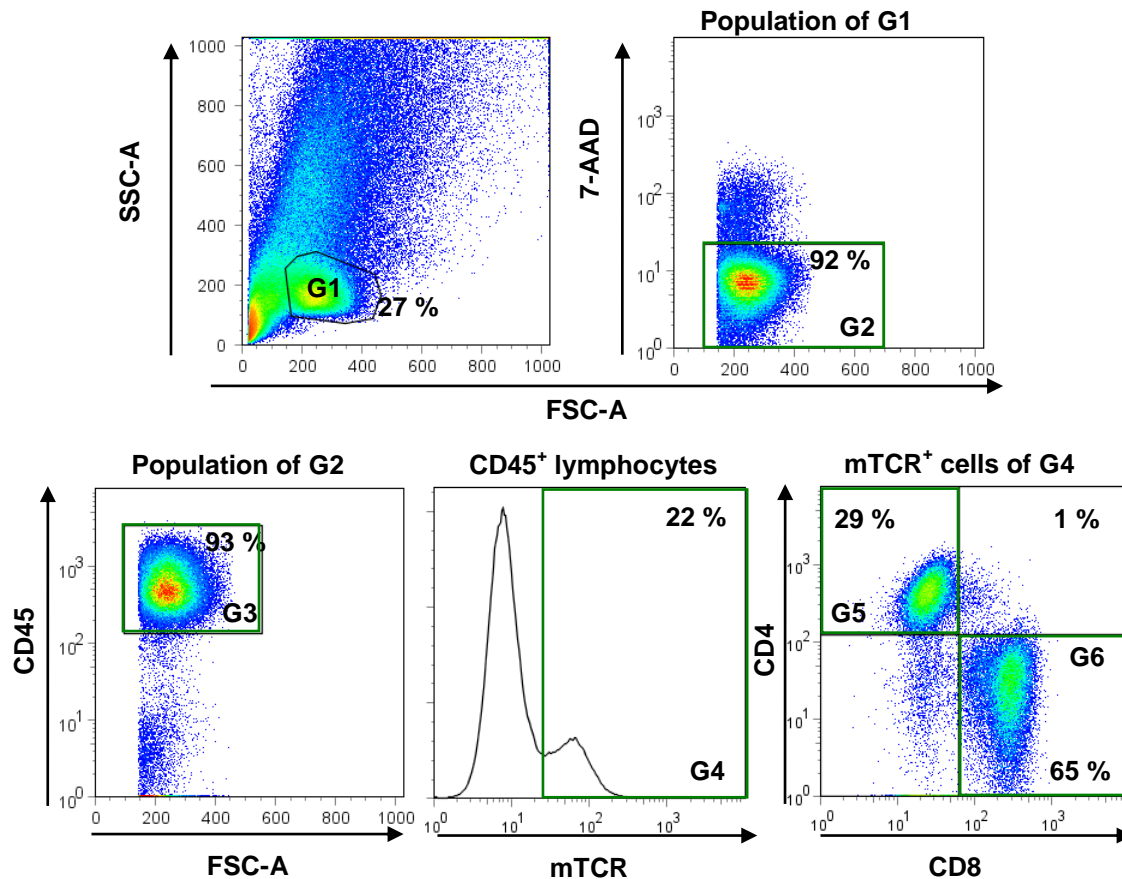 Population of G1
SSC-A
1000
800
600
400
200
0
G1
27 %
0 200 400 600 800 1000
7-AAD
10³
10²
10¹
10⁰
92 %
G2
0 200 400 600 800 1000
FSC-A
Population of G2
CD45⁺ lymphocytes
mTCR⁺ cells of G4
CD45
10³
10²
10¹
10⁰
93 %
G3
0 200 400 600 800 1000
FSC-A
22 %
G4
10⁰ 10¹ 10² 10³
mTCR
CD4
10³
10²
10¹
10⁰
29 %
1 %
G5
G6
65 %
10⁰ 10¹ 10² 10³
CD8